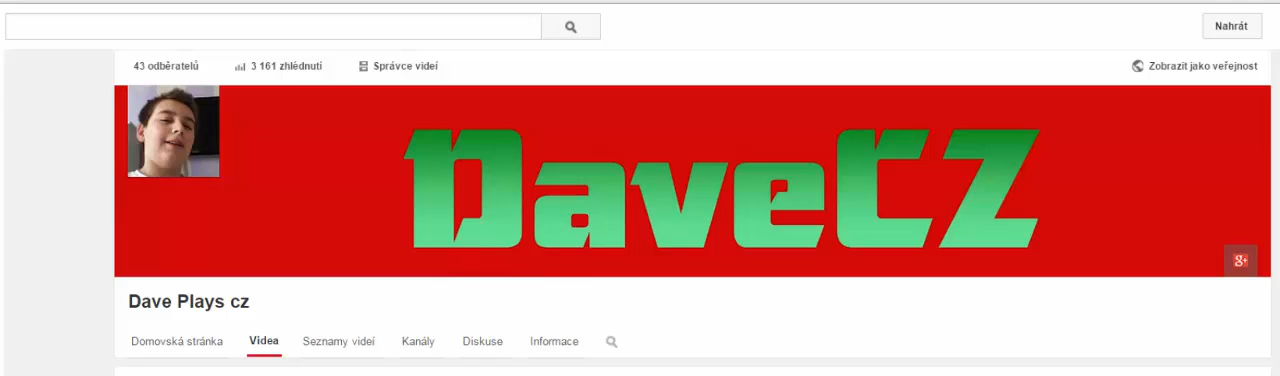 Nahrát
43 odběratelů 3 161 zhlédnutí Správce videí Zobrazit jako veřejnost
DaveCZ
g+
Dave Plays cz
Domovská stránka Videa Seznamy videí Kanály Diskuse Informace